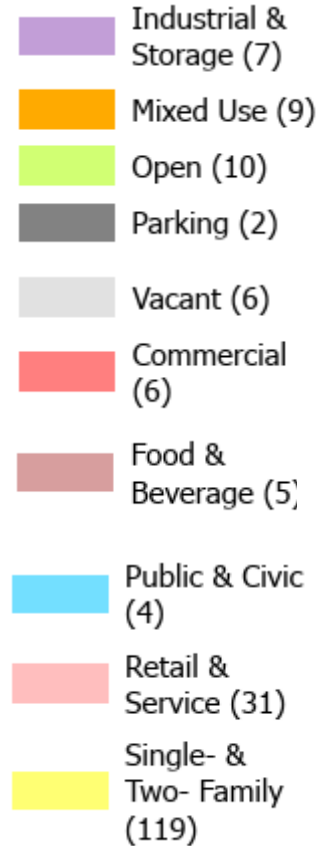 Industrial &
Storage (7)
Mixed Use (9)
Open (10)
Parking (2)
Vacant (6)
Commercial
(6)
Food &
Beverage (5)
Public & Civic
(4)
Retail &
Service (31)
Single- &
Two- Family
(119)